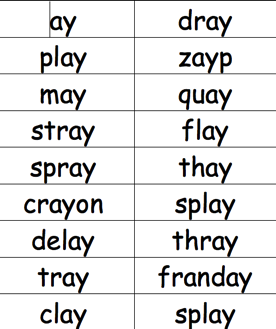 ay dray
play zayp
may quay
stray flay
spray thay
crayon splay
delay thray
tray franday
clay splay